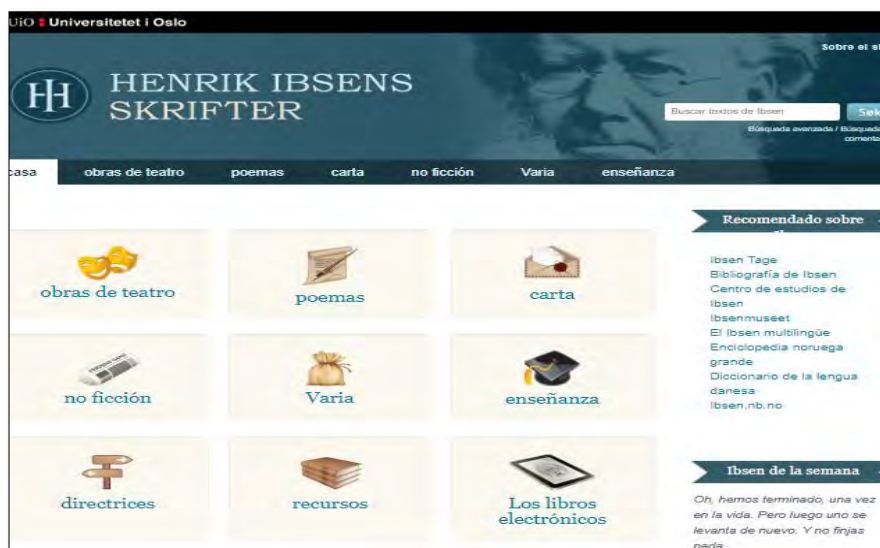 UiO Universitetet i Oslo
Sobre el si
HENRIK IBSENS
SKRIFTER
Buscar textos de Ibsen
Søk
Búsqueda avanzada / Búsqueda
comenta
casa obras de teatro poemas carta no ficción Varia enseñanza
obras de teatro
poemas
carta
no ficción
Varia
enseñanza
directrices
recursos
Los libros
electrónicos
Recomendado sobre
Ibsen Tage
Bibliografía de Ibsen
Centro de estudios de
Ibsen
Ibsenmuseet
El Ibsen multilingüe
Enciclopedia noruega
grande
Diccionario de la lengua
danesa
Ibsen.nb.no
Ibsen de la semana
Oh, hemos terminado, una vez
en la vida. Pero luego uno se
levanta de nuevo. Y no finjas
nada